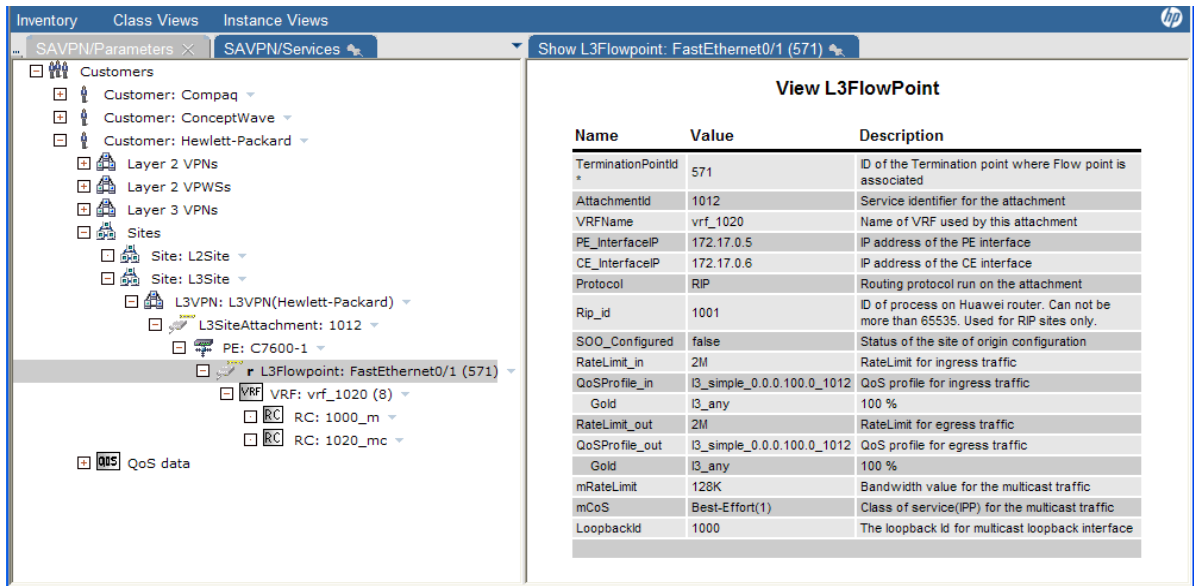 Inventory Class Views Instance Views hp
... SAVPN/Parameters SAVPN/Services Show L3Flowpoint: FastEthernet0/1 (571)
Customers
Customer: Compaq
Customer: ConceptWave
Customer: Hewlett-Packard
Layer 2 VPNs
Layer 2 VPWSs
Layer 3 VPNs
Sites
Site: L2Site
Site: L3Site
L3VPN: L3VPN(Hewlett-Packard)
L3SiteAttachment: 1012
PE: C7600-1
r L3Flowpoint: FastEthernet0/1 (571)
VRF VRF: vrf_1020 (8)
RC RC: 1000_m
RC RC: 1020_mc
QoS QoS data
View L3FlowPoint
Name Value Description
TerminationPointId * 571 ID of the Termination point where Flow point is
associated
AttachmentId 1012 Service identifier for the attachment
VRFName vrf_1020 Name of VRF used by this attachment
PE_InterfaceIP 172.17.0.5 IP address of the PE interface
CE_InterfaceIP 172.17.0.6 IP address of the CE interface
Protocol RIP Routing protocol run on the attachment
Rip_id 1001 ID of process on Huawei router. Can not be
more than 65535. Used for RIP sites only.
SOO_Configured false Status of the site of origin configuration
RateLimit_in 2M RateLimit for ingress traffic
QoSProfile_in l3_simple_0.0.0.100.0_1012 QoS profile for ingress traffic
Gold l3_any 100 %
RateLimit_out 2M RateLimit for egress traffic
QoSProfile_out l3_simple_0.0.0.100.0_1012 QoS profile for egress traffic
Gold l3_any 100 %
mRateLimit 128K Bandwidth value for the multicast traffic
mCoS Best-Effort(1) Class of service(IPP) for the multicast traffic
LoopbackId 1000 The loopback Id for multicast loopback interface